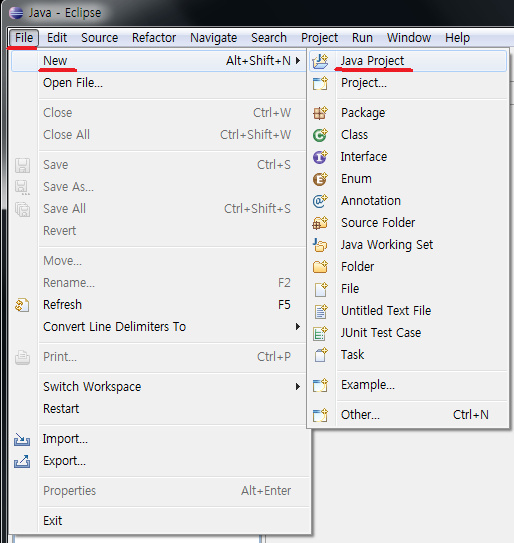 Java - Eclipse
File Edit Source Refactor Navigate Search Project Run Window Help
New Alt+Shift+N
Open File...
Close Ctrl+W
Close All Ctrl+Shift+W
Save Ctrl+S
Save As...
Save All Ctrl+Shift+S
Revert
Move...
Rename... F2
Refresh F5
Convert Line Delimiters To
Print... Ctrl+P
Switch Workspace
Restart
Import...
Export...
Properties Alt+Enter
Exit
Java Project
Project...
Package
Class
Interface
Enum
Annotation
Source Folder
Java Working Set
Folder
File
Untitled Text File
JUnit Test Case
Task
Example...
Other... Ctrl+N